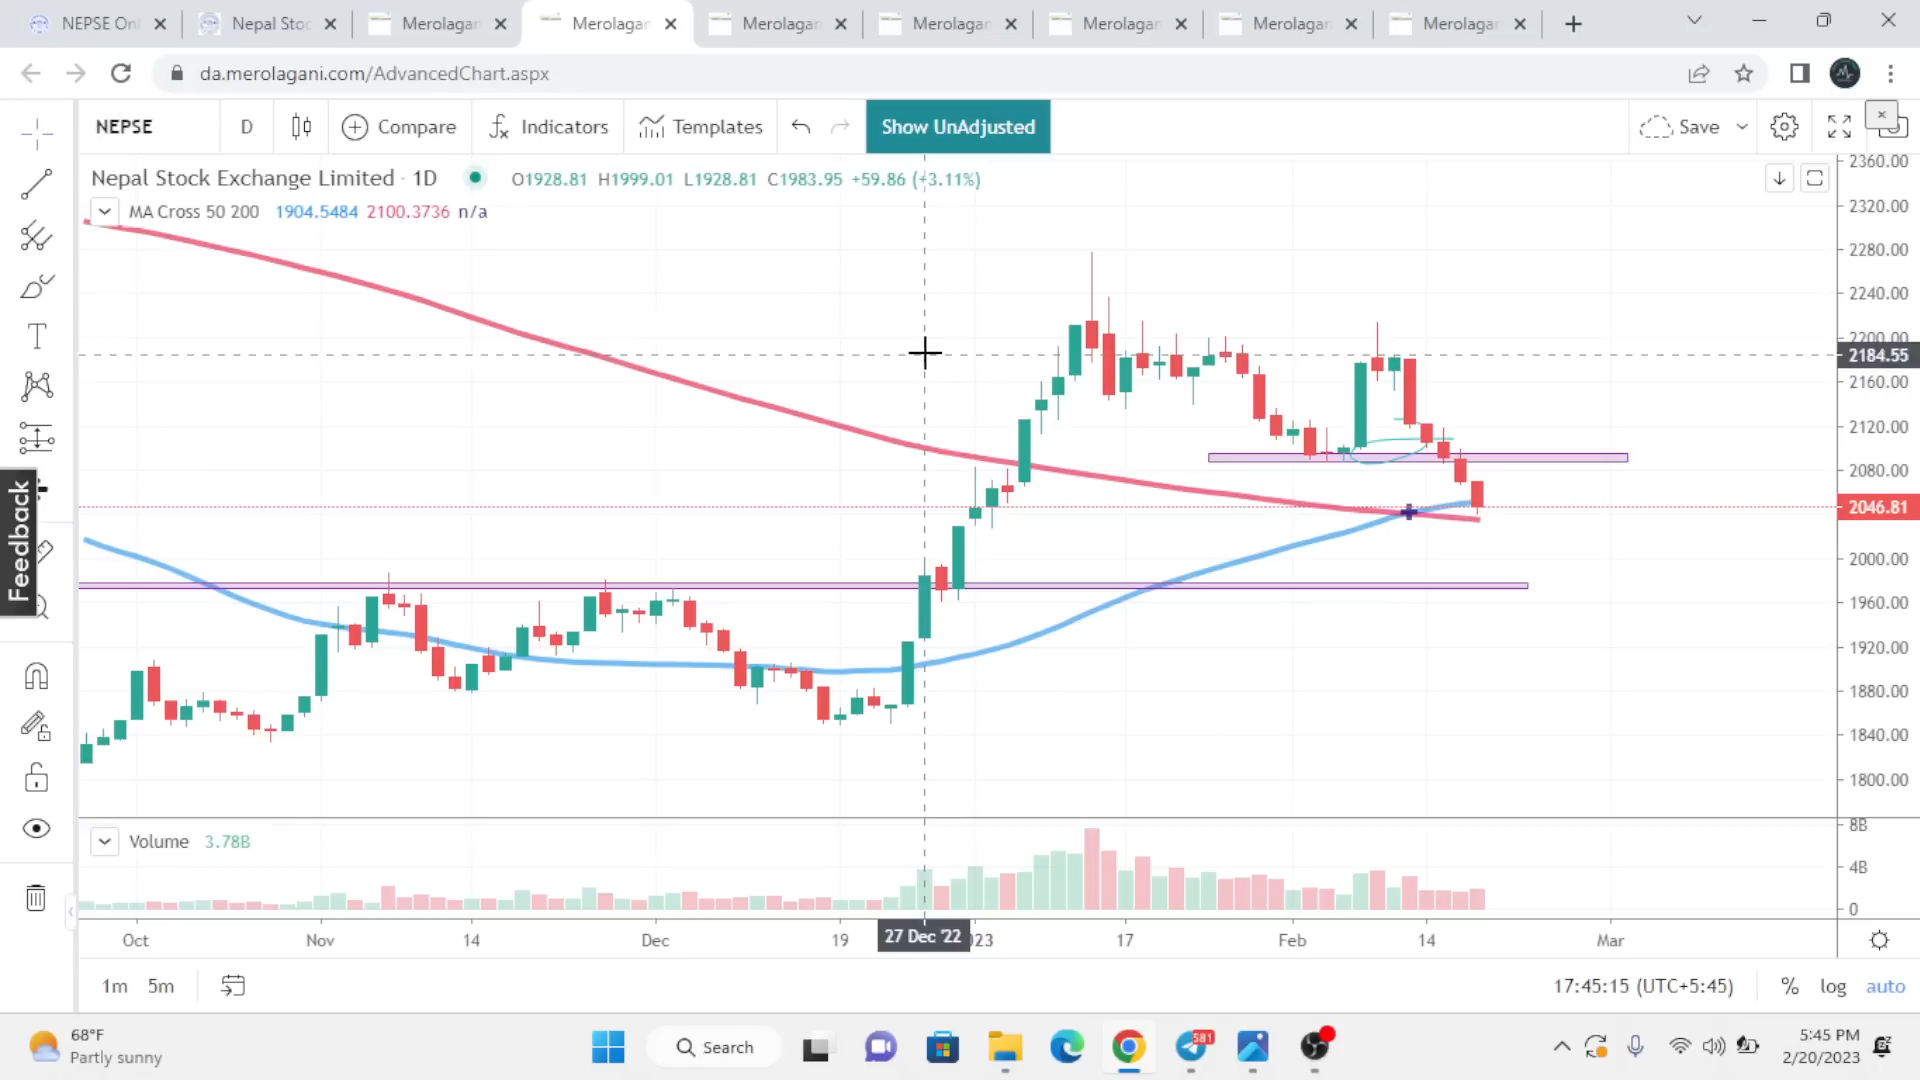 NEPSE Onl
Nepal Stoc
Merolagan
Merolagan
Merolagan
Merolagan
Merolagan
Merolagan
Merolagan
da.merolagani.com/AdvancedChart.aspx
NEPSE
D
Compare
Indicators
Templates
Show UnAdjusted
Save
Nepal Stock Exchange Limited · 1D
O1928.81 H1999.01 L1928.81 C1983.95 +59.86 (+3.11%)
MA Cross 50 200 1904.5484 2100.3736 n/a
2360.00
2320.00
2280.00
2240.00
2200.00
2184.55
2160.00
2120.00
2080.00
2046.81
2000.00
1960.00
1920.00
1880.00
1840.00
1800.00
Feedback
Volume 3.78B
8B
4B
0
Oct
Nov
14
Dec
19
27 Dec '22
023
17
Feb
14
Mar
1m 5m
17:45:15 (UTC+5:45)
% log auto
68°F
Partly sunny
Search
581
5:45 PM
2/20/2023